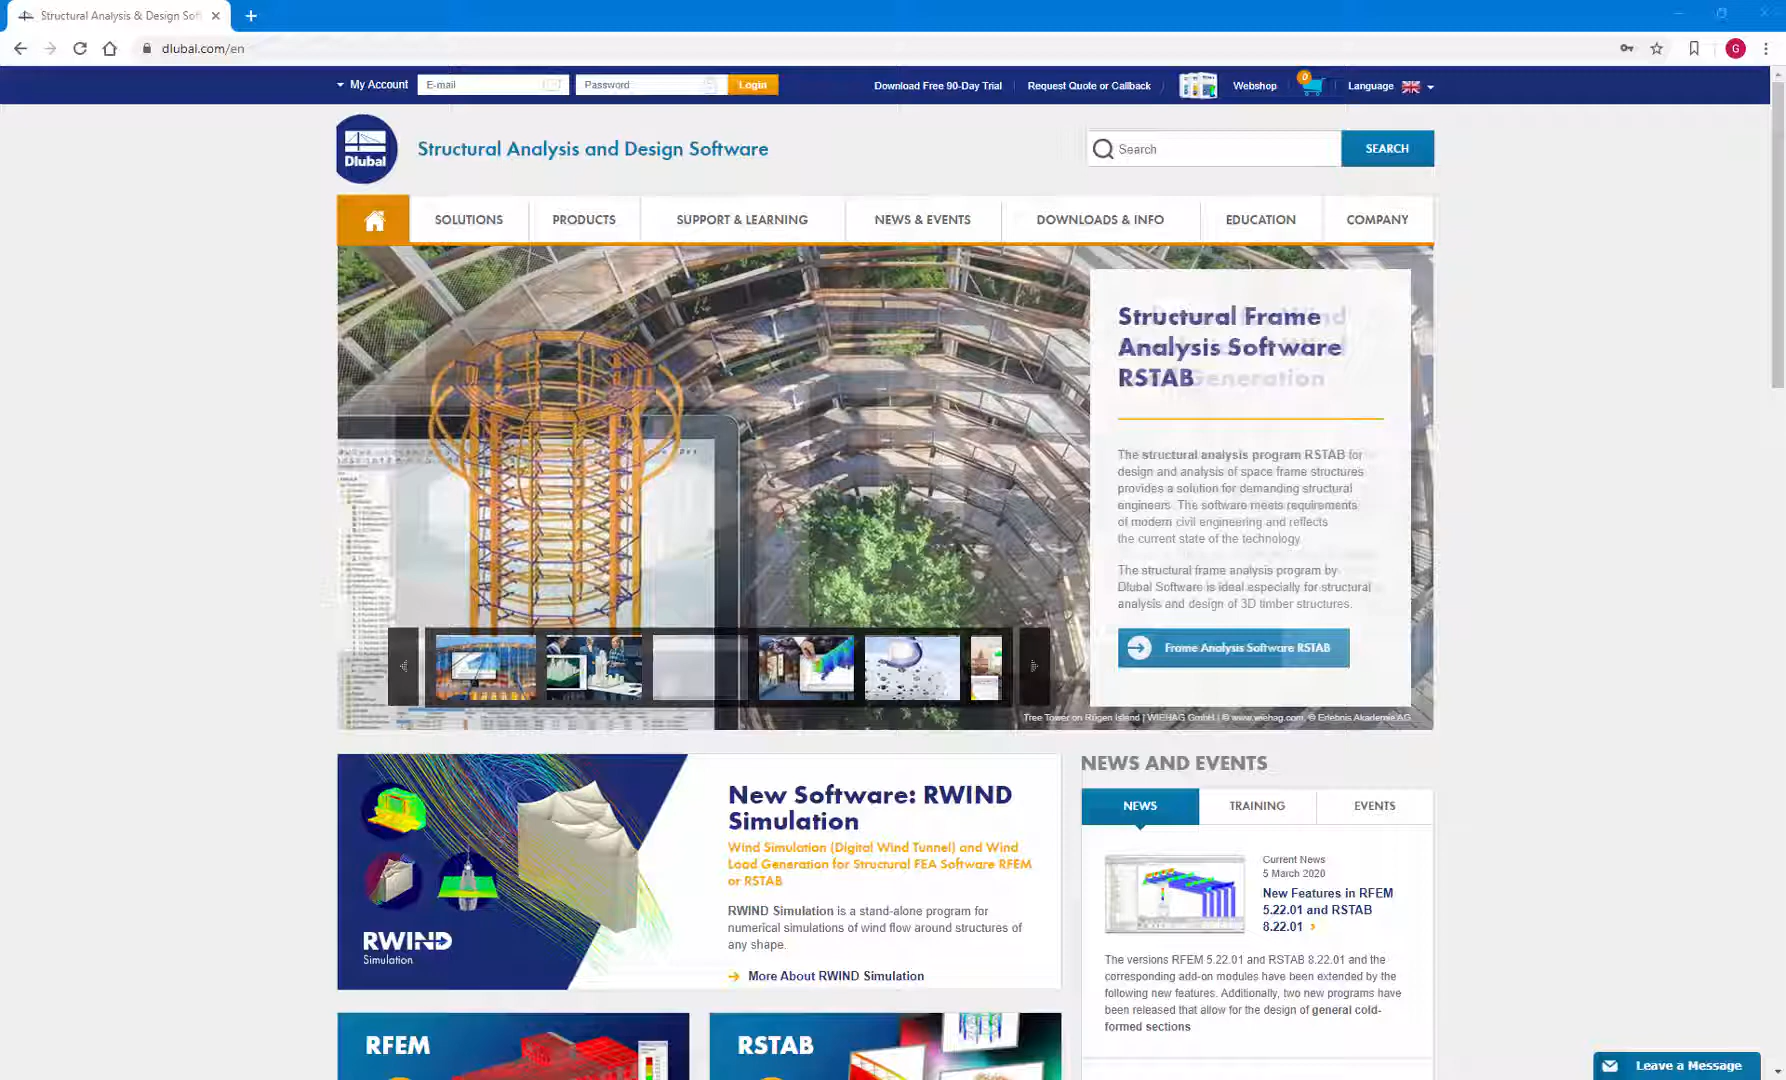 Structural Analysis & Design Sof
dlubal.com/en
G
My Account
E-mail
Password
Login
Download Free 90-Day Trial
Request Quote or Callback
Webshop
0
Language
Dlubal
Structural Analysis and Design Software
Search
SEARCH
SOLUTIONS
PRODUCTS
SUPPORT & LEARNING
NEWS & EVENTS
DOWNLOADS & INFO
EDUCATION
COMPANY
Structural Frame
Analysis Software
RSTAB
The structural analysis program RSTAB for
design and analysis of space frame structures
provides a solution for demanding structural
engineers. The software meets requirements
of modern civil engineering and reflects
the current state of the technology.
The structural frame analysis program by
Dlubal Software is ideal especially for structural
analysis and design of 3D timber structures.
Frame Analysis Software RSTAB
Tree Tower on Rügen Island | WIEHAG GmbH | © www.wiehag.com, © Erlebnis Akademie AG
RWIND
Simulation
New Software: RWIND
Simulation
Wind Simulation (Digital Wind Tunnel) and Wind
Load Generation for Structural FEA Software RFEM
or RSTAB
RWIND Simulation is a stand-alone program for
numerical simulations of wind flow around structures of
any shape.
More About RWIND Simulation
NEWS AND EVENTS
NEWS
TRAINING
EVENTS
Current News
5 March 2020
New Features in RFEM
5.22.01 and RSTAB
8.22.01
The versions RFEM 5.22.01 and RSTAB 8.22.01 and the
corresponding add-on modules have been extended by the
following new features. Additionally, two new programs have
been released that allow for the design of general cold-
formed sections
RFEM
RSTAB
Leave a Message